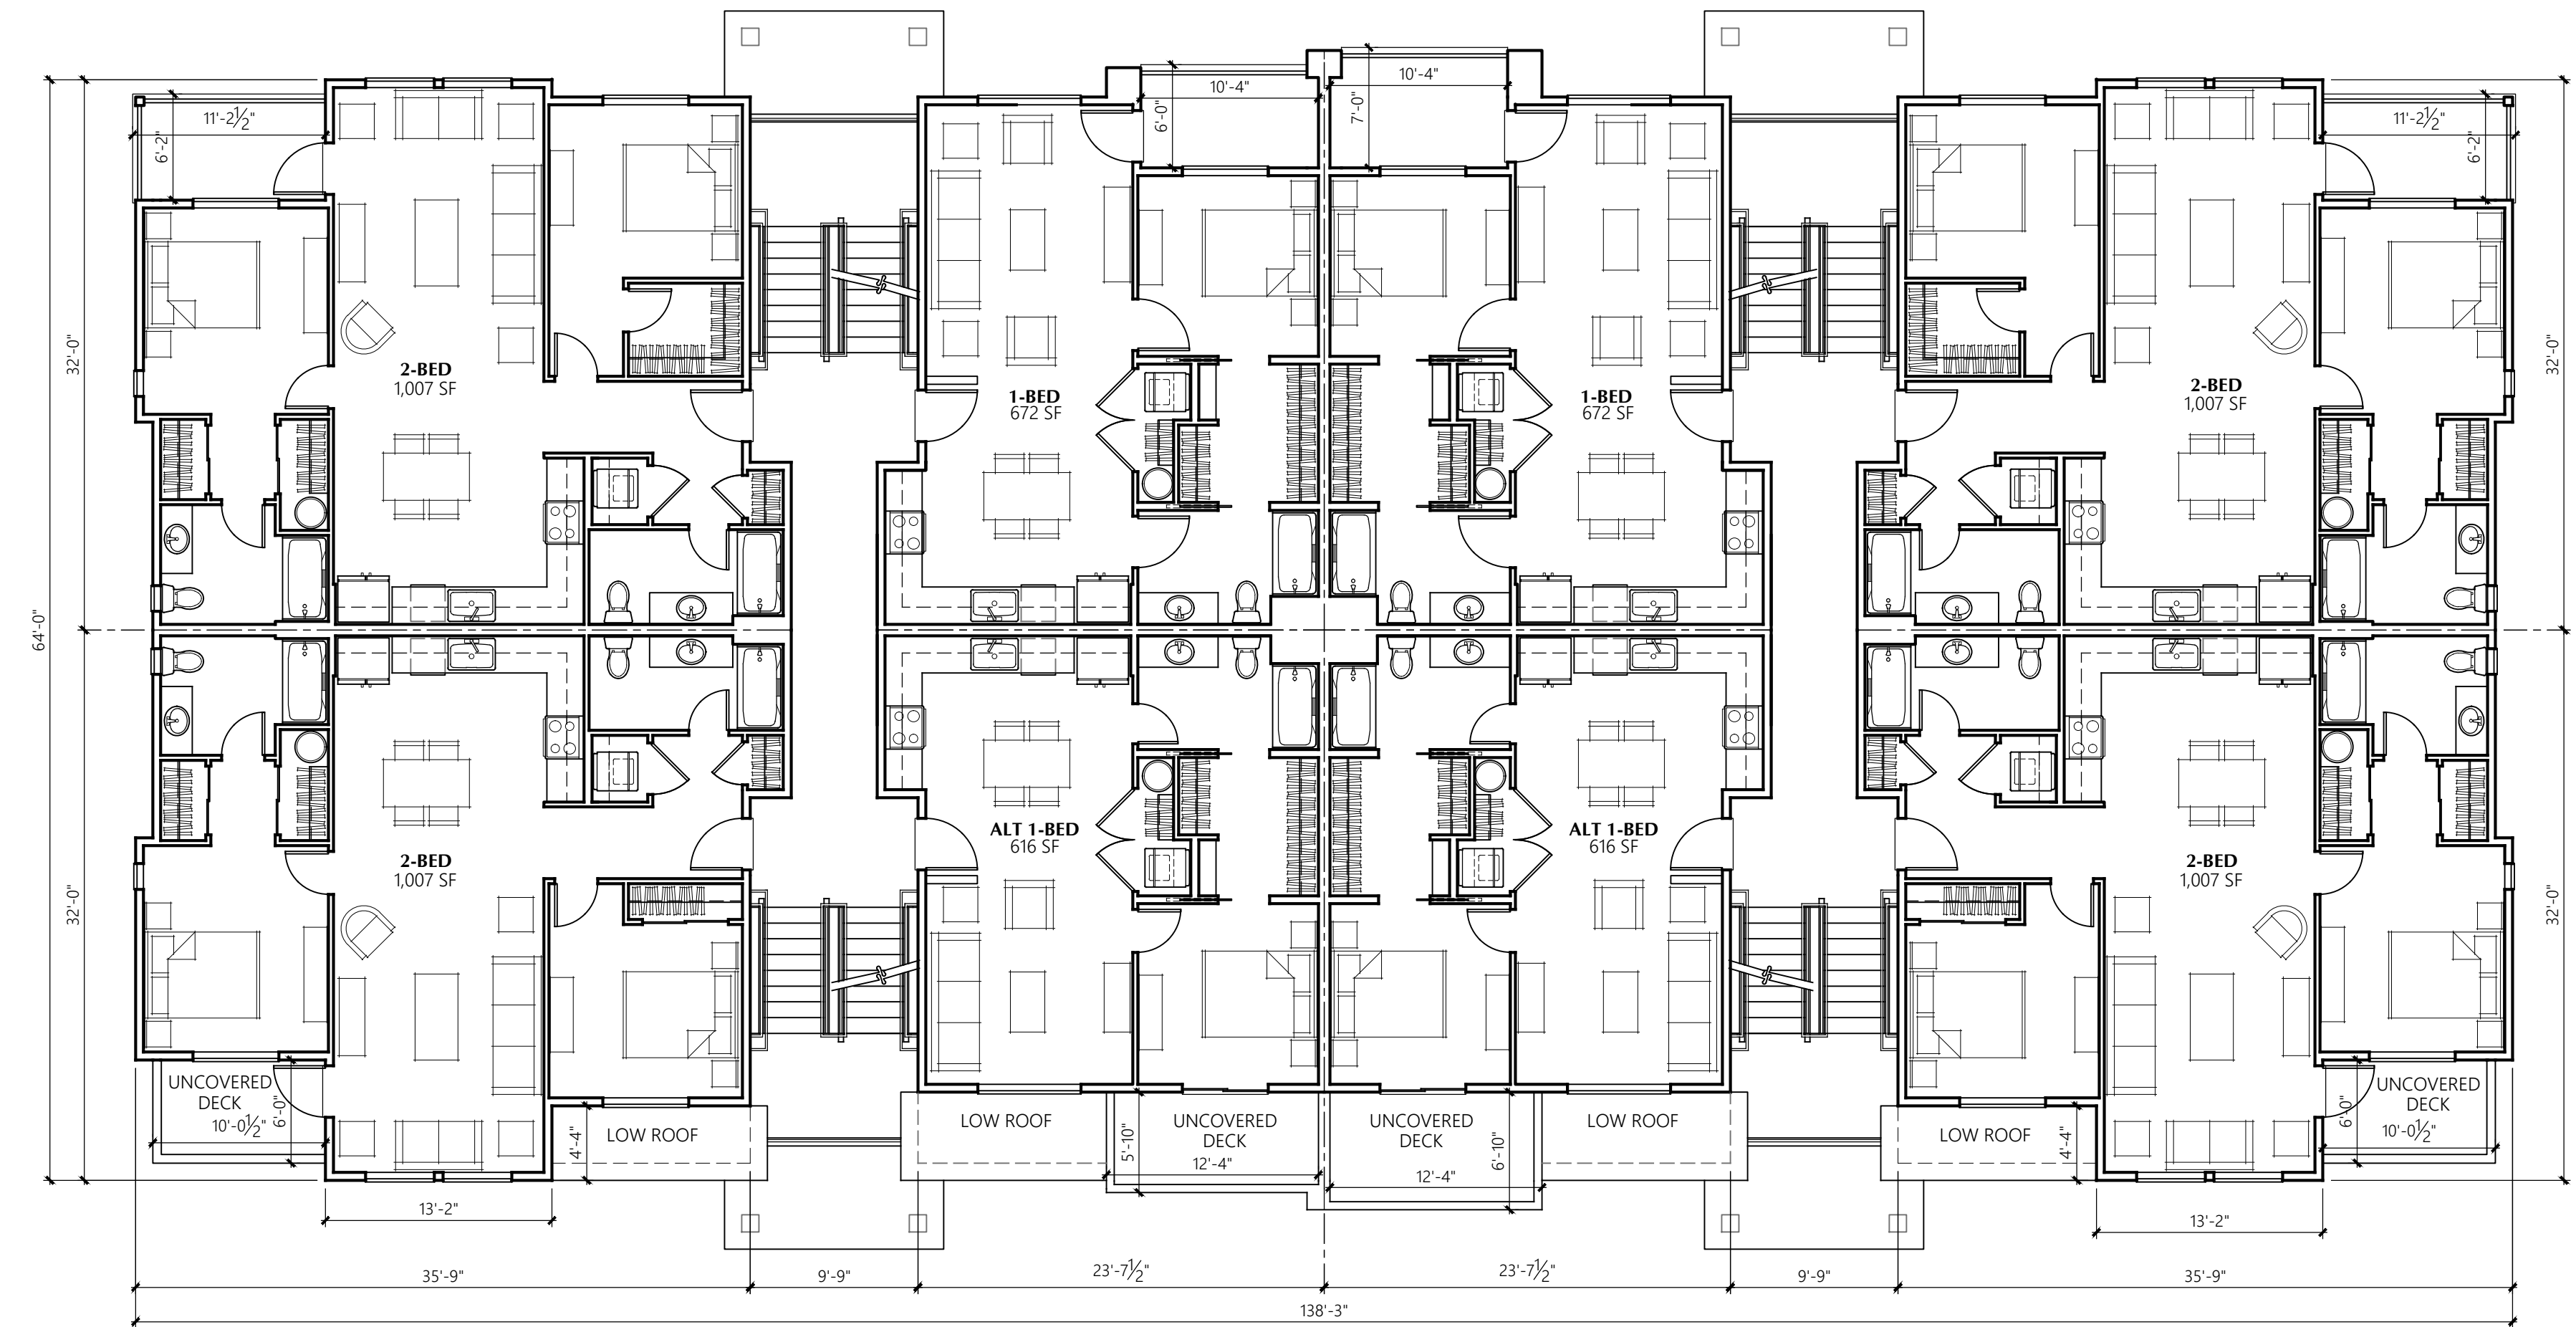 10'-4"
10'-4"
11'-2½"
6'-2"
6'-0"
7'-0"
11'-2½"
6'-2"
32'-0"
32'-0"
2-BED
1,007 SF
1-BED
672 SF
1-BED
672 SF
2-BED
1,007 SF
64'-0"
ALT 1-BED
616 SF
ALT 1-BED
616 SF
2-BED
1,007 SF
2-BED
1,007 SF
32'-0"
32'-0"
UNCOVERED
DECK
10'-0½"
6'-0"
LOW ROOF
4'-4"
LOW ROOF
5'-10"
UNCOVERED
DECK
12'-4"
UNCOVERED
DECK
12'-4"
6'-10"
LOW ROOF
LOW ROOF
4'-4"
6'-0"
UNCOVERED
DECK
10'-0½"
13'-2"
13'-2"
35'-9"
9'-9"
23'-7½"
23'-7½"
9'-9"
35'-9"
138'-3"